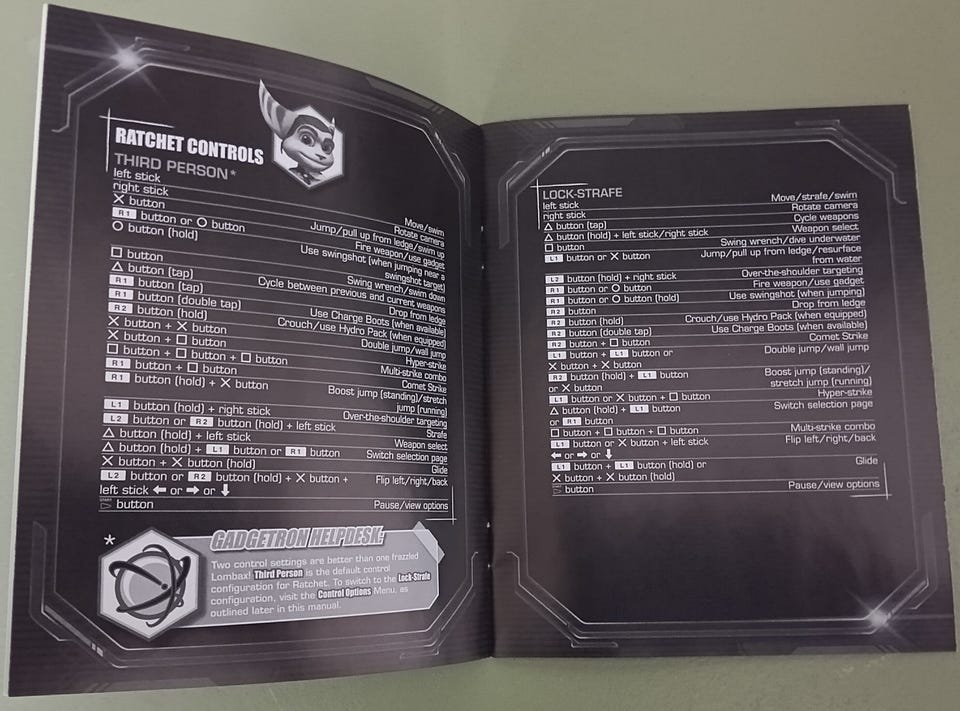 RATCHET CONTROLS
THIRD PERSON*
left stick Move/swim
right stick Rotate camera
✕ button Jump/pull up from ledge/swim up
R1 button or ○ button Fire weapon/use gadget
○ button (hold) Use swingshot (when jumping near a
swingshot target)
□ button Swing wrench/swim down
△ button (tap) Cycle between previous and current weapons
R1 button (tap) Drop from ledge
R1 button (double tap) Use Charge Boots (when available)
R2 button (hold) Crouch/use Hydro Pack (when equipped)
✕ button + ✕ button Double jump/wall jump
✕ button + □ button Hyper-strike
□ button + □ button + □ button Multi-strike combo
R1 button + □ button Comet Strike
R1 button (hold) + ✕ button Boost jump (standing)/stretch
jump (running)
L1 button (hold) + right stick Over-the-shoulder targeting
L2 button or R2 button (hold) + left stick Strafe
△ button (hold) + left stick Weapon select
△ button (hold) + L1 button or R1 button Switch selection page
✕ button + ✕ button (hold) Glide
L2 button or R2 button (hold) + ✕ button + Flip left/right/back
left stick ← or → or ↓
START button Pause/view options
*
GADGETRON HELPDESK:
Two control settings are better than one frazzled
Lombax! Third Person is the default control
configuration for Ratchet. To switch to the Lock-Strafe
configuration, visit the Control Options Menu, as
outlined later in this manual.
LOCK-STRAFE
left stick Move/strafe/swim
right stick Rotate camera
△ button (tap) Cycle weapons
△ button (hold) + left stick/right stick Weapon select
□ button Swing wrench/dive underwater
L1 button or ✕ button Jump/pull up from ledge/resurface
from water
L2 button (hold) + right stick Over-the-shoulder targeting
R1 button or ○ button Fire weapon/use gadget
R1 button or ○ button (hold) Use swingshot (when jumping)
R2 button Drop from ledge
R2 button (hold) Crouch/use Hydro Pack (when equipped)
R2 button (double tap) Use Charge Boots (when available)
R2 button + □ button Comet Strike
L1 button + L1 button or Double jump/wall jump
✕ button + ✕ button
R2 button (hold) + L1 button Boost jump (standing)/
or ✕ button stretch jump (running)
L1 button or ✕ button + □ button Hyper-strike
△ button (hold) + L1 button Switch selection page
or R1 button
□ button + □ button + □ button Multi-strike combo
L1 button or ✕ button + left stick Flip left/right/back
← or → or ↓
L1 button + L1 button (hold) or Glide
✕ button + ✕ button (hold)
START button Pause/view options